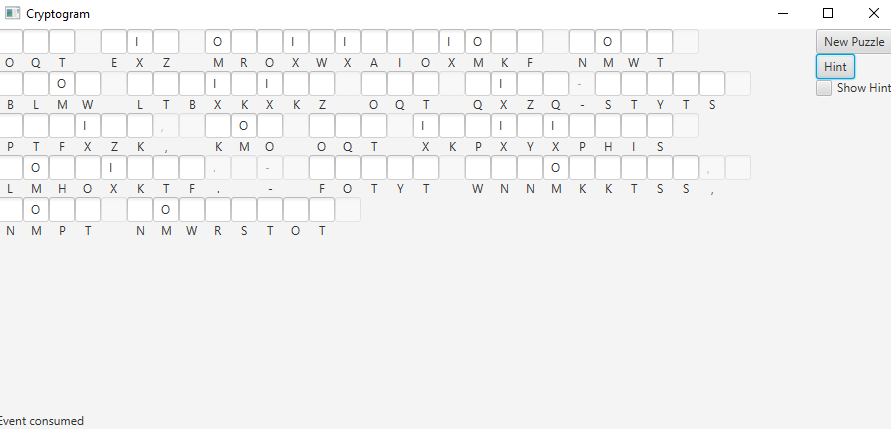 Cryptogram
I O I I I O O
New Puzzle
O Q T E X Z M R O X W X A I O X M K F N M W T
Hint
O I I I -
Show Hint
B L M W L T B X K X K Z O Q T Q X Z Q - S T Y T S
I , O I I I
P T F X Z K , K M O O Q T X K P X Y X P H I S
O I . - O ,
L M H O X K T F . - F O T Y T W N N M K K T S S ,
O O
N M P T N M W R S T O T
Event consumed